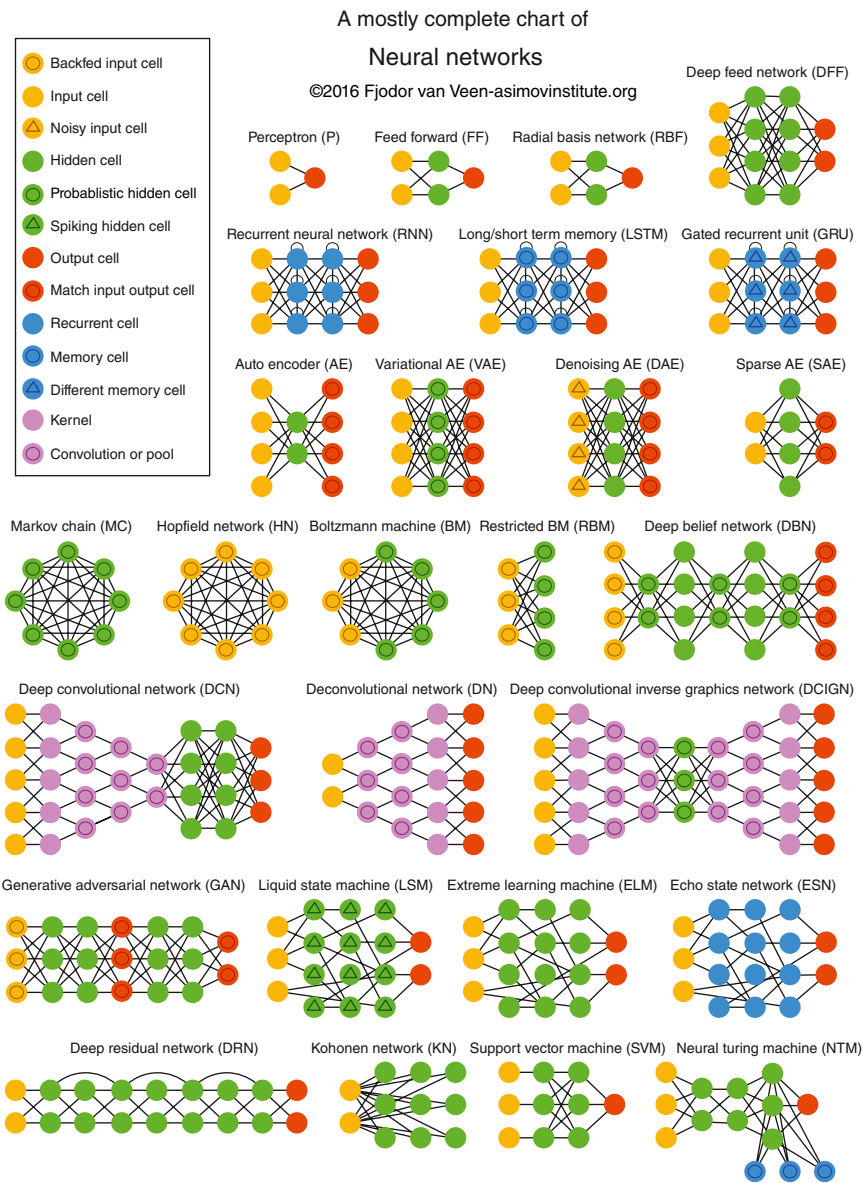 A mostly complete chart of
Neural networks
©2016 Fjodor van Veen-asimovinstitute.org
Backfed input cell
Input cell
Noisy input cell
Hidden cell
Probablistic hidden cell
Spiking hidden cell
Output cell
Match input output cell
Recurrent cell
Memory cell
Different memory cell
Kernel
Convolution or pool
Deep feed network (DFF)
Perceptron (P) Feed forward (FF) Radial basis network (RBF)
Recurrent neural network (RNN) Long/short term memory (LSTM) Gated recurrent unit (GRU)
Auto encoder (AE) Variational AE (VAE) Denoising AE (DAE) Sparse AE (SAE)
Markov chain (MC) Hopfield network (HN) Boltzmann machine (BM) Restricted BM (RBM) Deep belief network (DBN)
Deep convolutional network (DCN) Deconvolutional network (DN) Deep convolutional inverse graphics network (DCIGN)
Generative adversarial network (GAN) Liquid state machine (LSM) Extreme learning machine (ELM) Echo state network (ESN)
Deep residual network (DRN) Kohonen network (KN) Support vector machine (SVM) Neural turing machine (NTM)